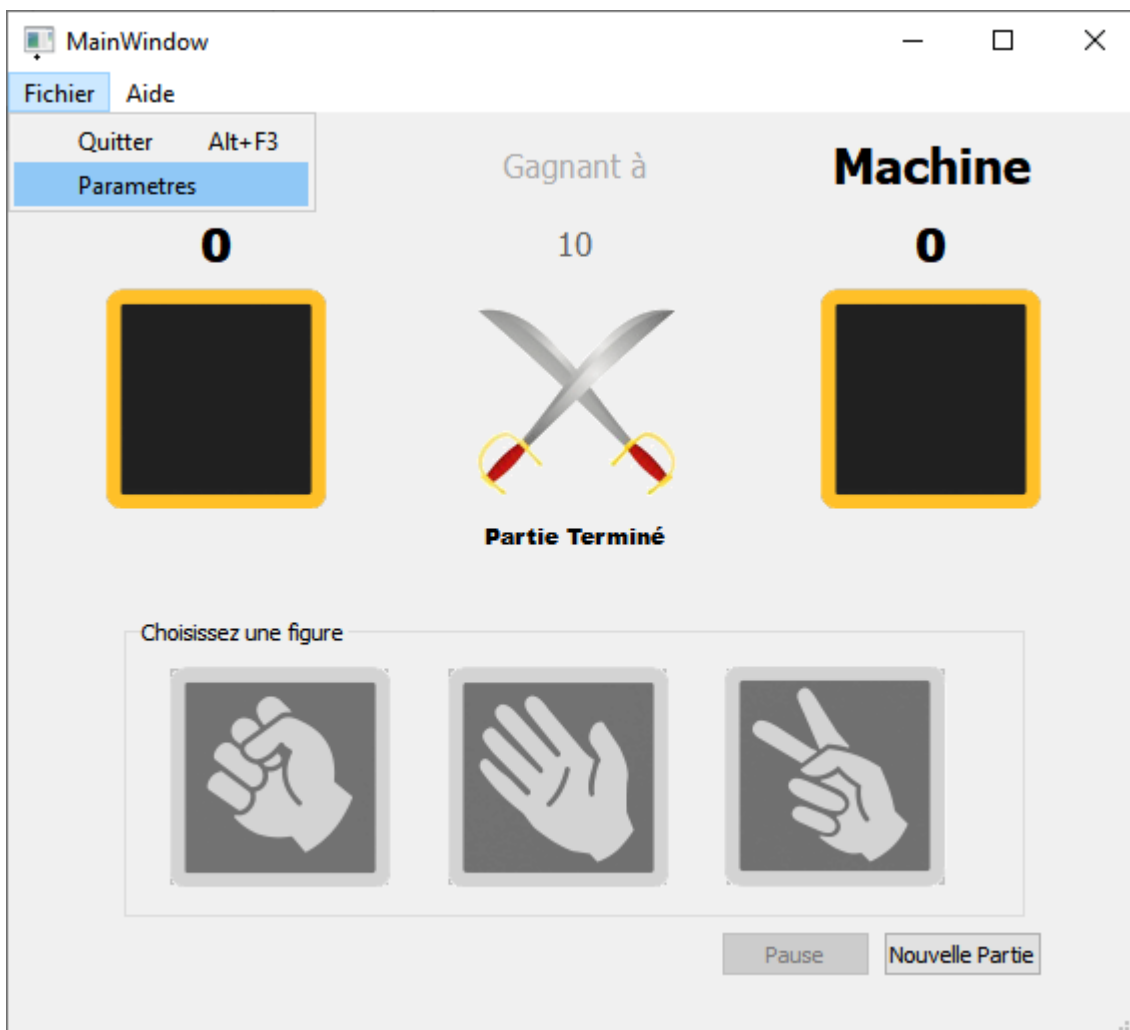 MainWindow
Fichier Aide
Quitter Alt+F3
Parametres
Gagnant à Machine
0 10 0
Partie Terminé
Choisissez une figure
Pause Nouvelle Partie